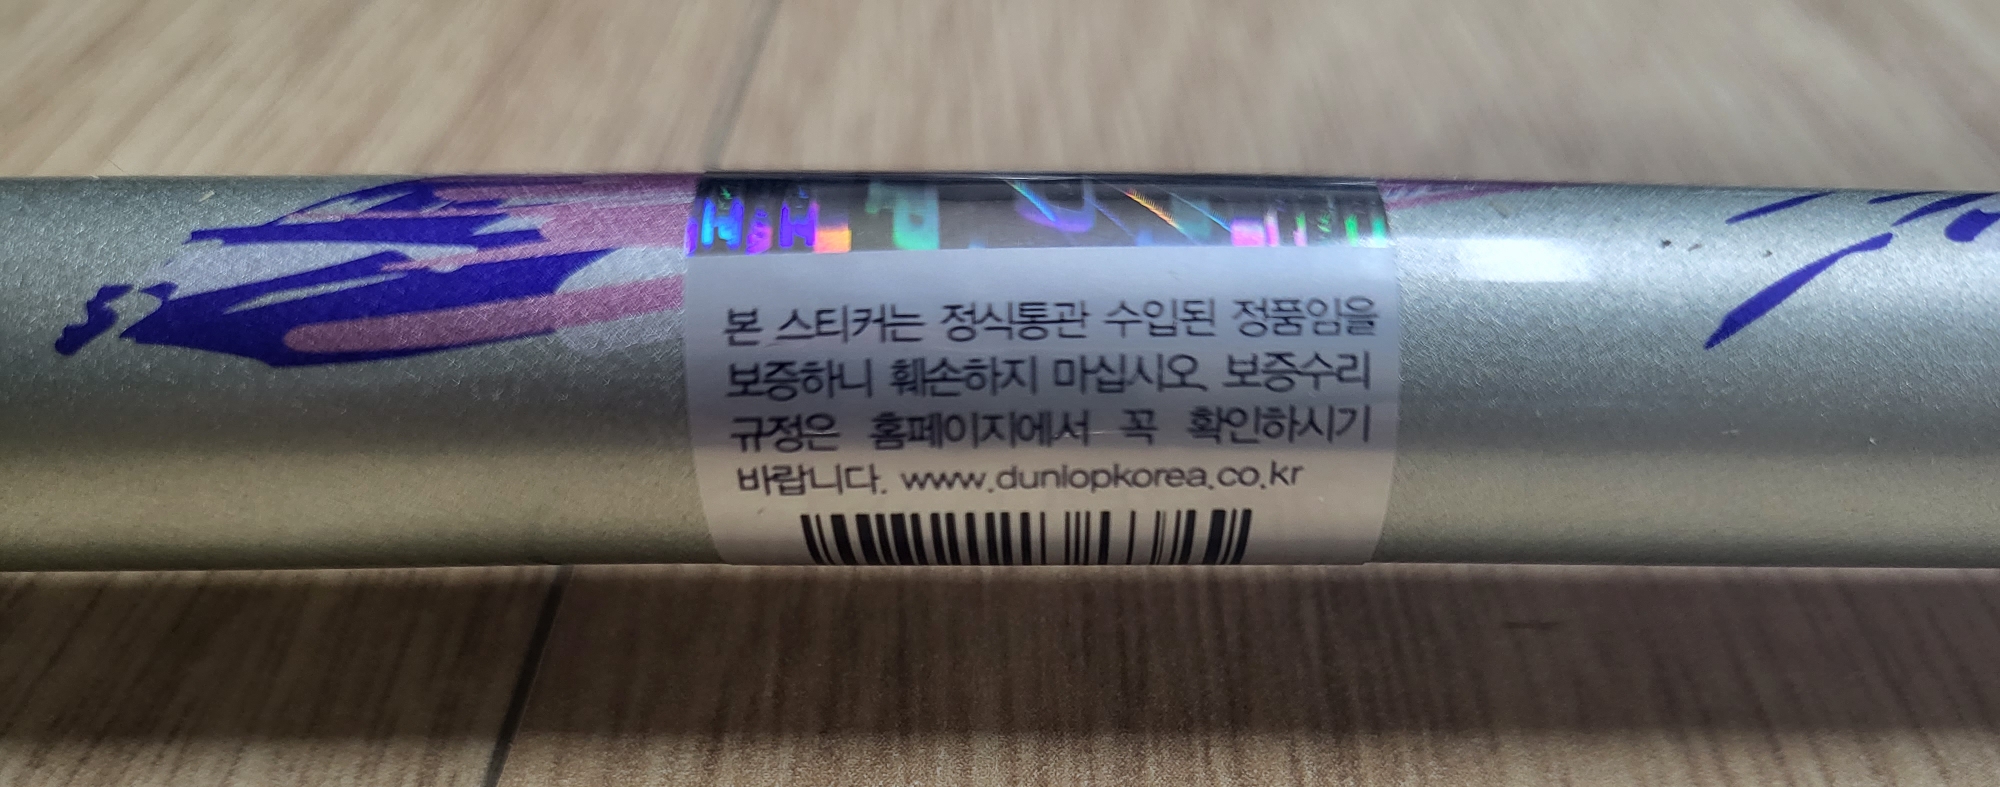 본 스티커는 정식통관 수입된 정품임을
보증하니 훼손하지 마십시오. 보증수리
규정은 홈페이지에서 꼭 확인하시기
바랍니다. www.dunlopkorea.co.kr